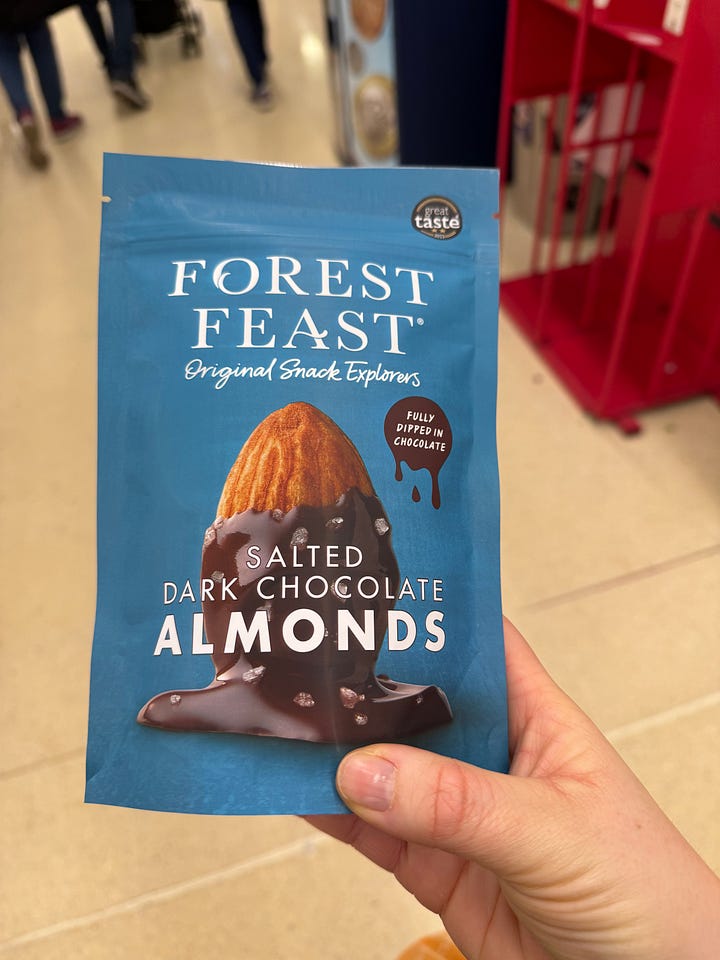 great
taste
FOREST
FEAST®
Original Snack Explorers
FULLY
DIPPED IN
CHOCOLATE
SALTED
DARK CHOCOLATE
ALMONDS